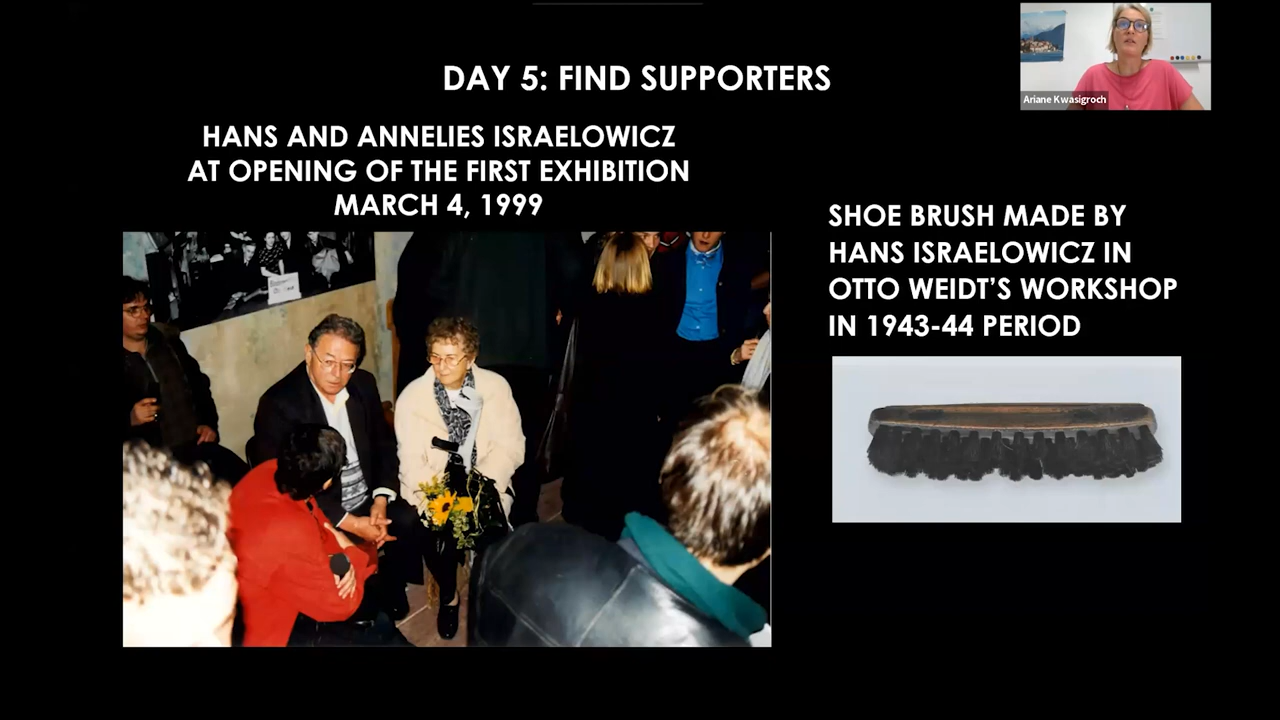 DAY 5: FIND SUPPORTERS
Ariane Kwasigroch
HANS AND ANNELIES ISRAELOWICZ
AT OPENING OF THE FIRST EXHIBITION
MARCH 4, 1999
SHOE BRUSH MADE BY
HANS ISRAELOWICZ IN
OTTO WEIDT’S WORKSHOP
IN 1943-44 PERIOD